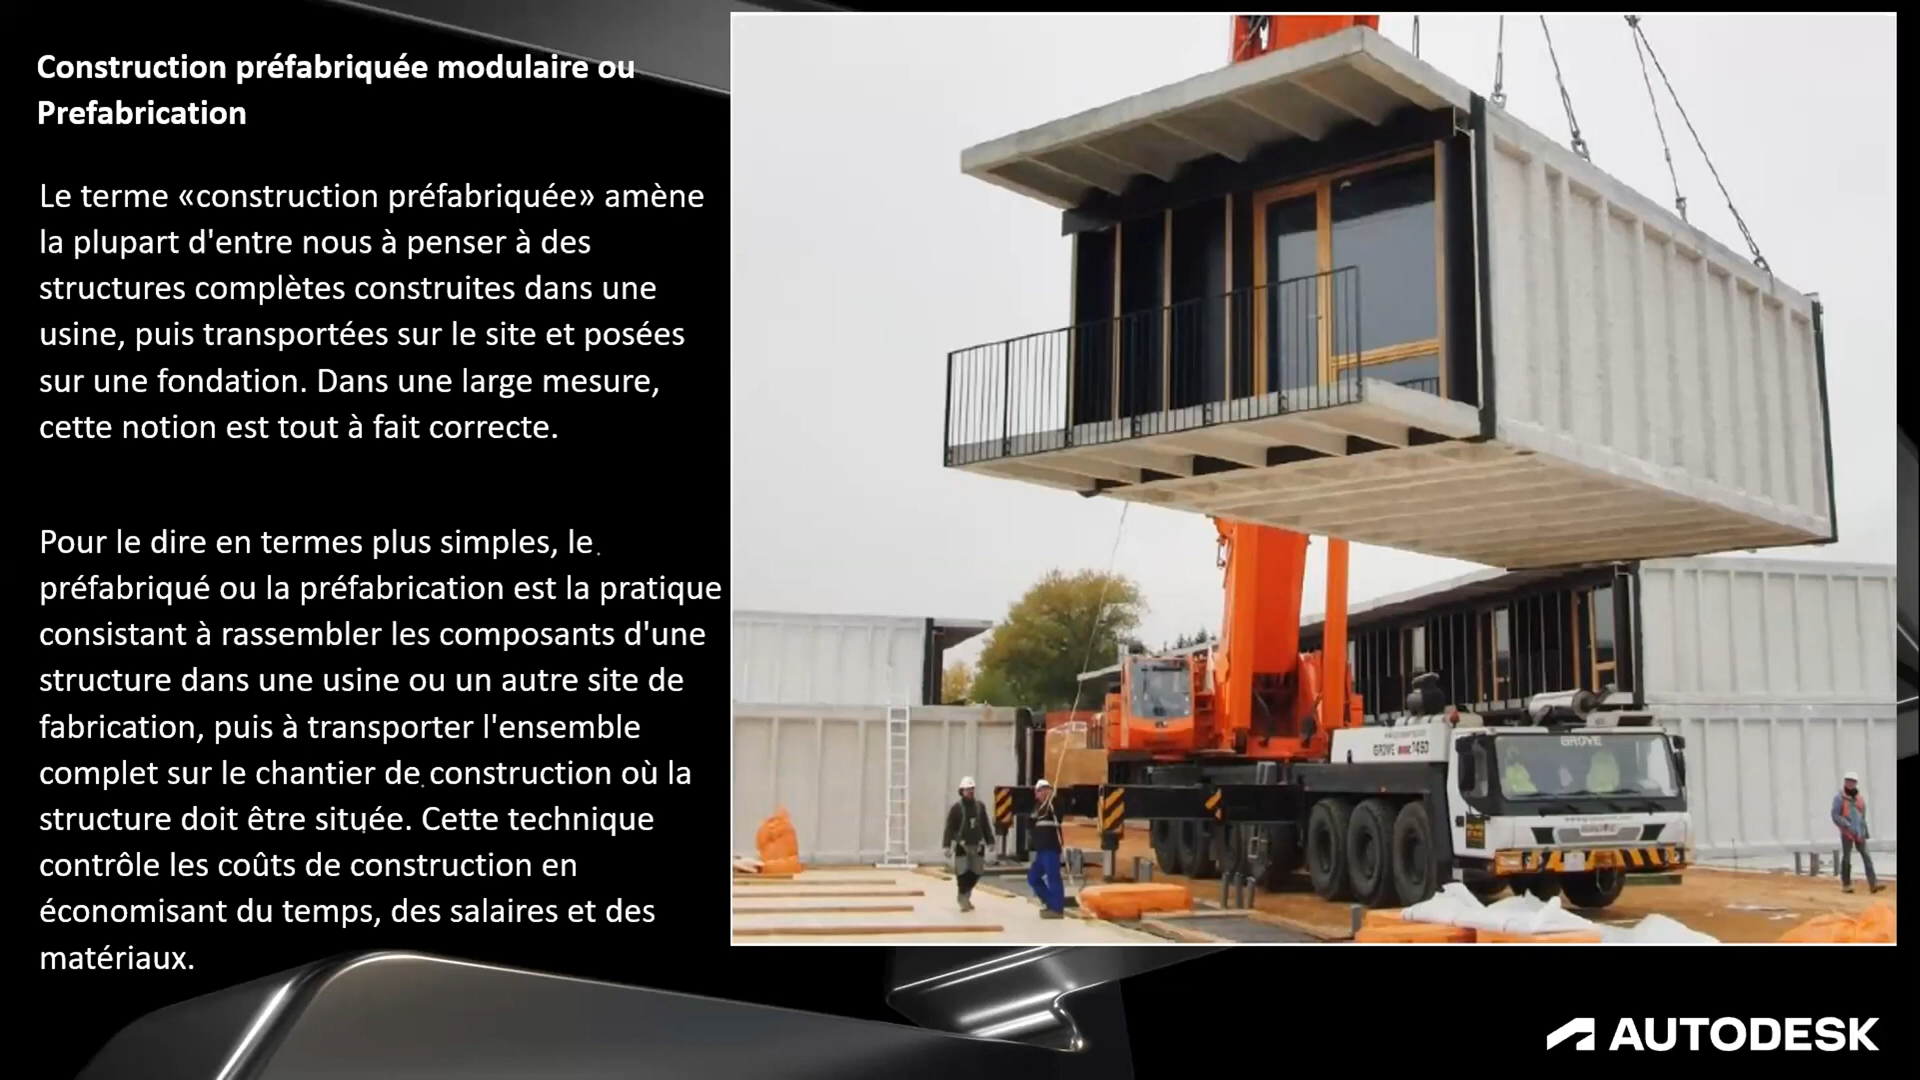 Construction préfabriquée modulaire ou
Prefabrication
Le terme «construction préfabriquée» amène
la plupart d'entre nous à penser à des
structures complètes construites dans une
usine, puis transportées sur le site et posées
sur une fondation. Dans une large mesure,
cette notion est tout à fait correcte.
Pour le dire en termes plus simples, le
préfabriqué ou la préfabrication est la pratique
consistant à rassembler les composants d'une
structure dans une usine ou un autre site de
fabrication, puis à transporter l'ensemble
complet sur le chantier de construction où la
structure doit être située. Cette technique
contrôle les coûts de construction en
économisant du temps, des salaires et des
matériaux.
GROVE
GROVE
AUTODESK